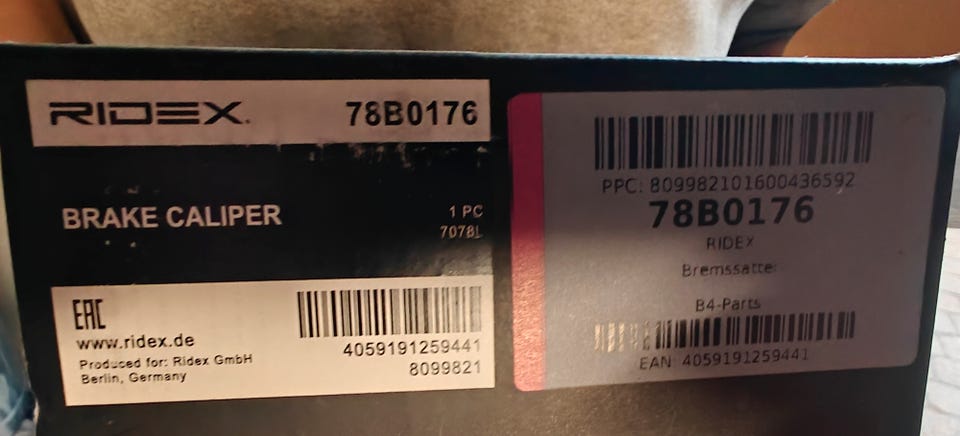 RIDEX.
78B0176
BRAKE CALIPER
1 PC
7078L
EAC
www.ridex.de
Produced for: Ridex GmbH
Berlin, Germany
4059191259441
8099821
PPC: 809982101600436592
78B0176
RIDEX
Bremssattel
B4-Parts
EAN: 4059191259441